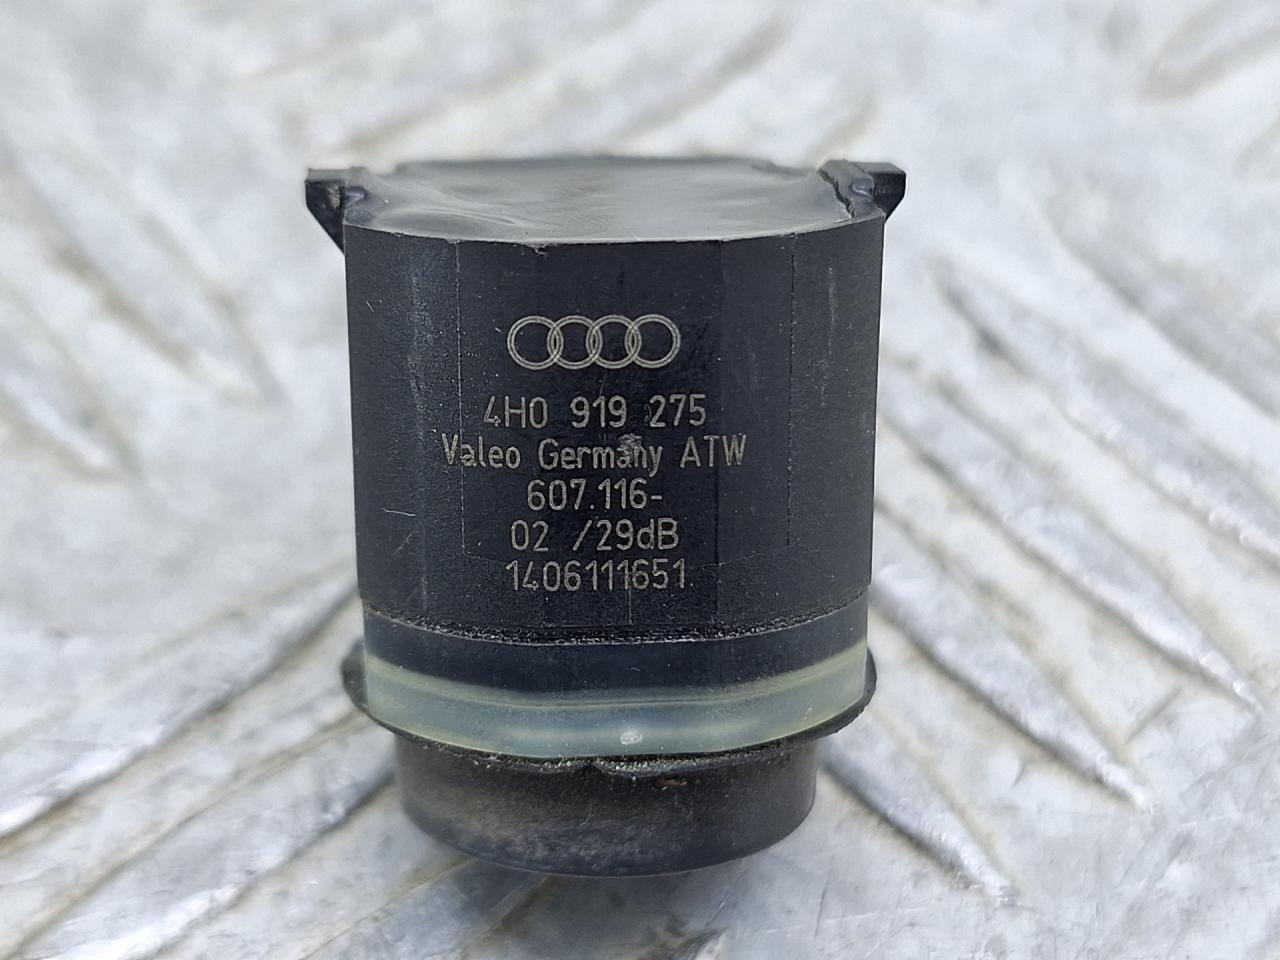 4H0 919 275
Valeo Germany ATW
607.116-
02 /29dB
1406111651